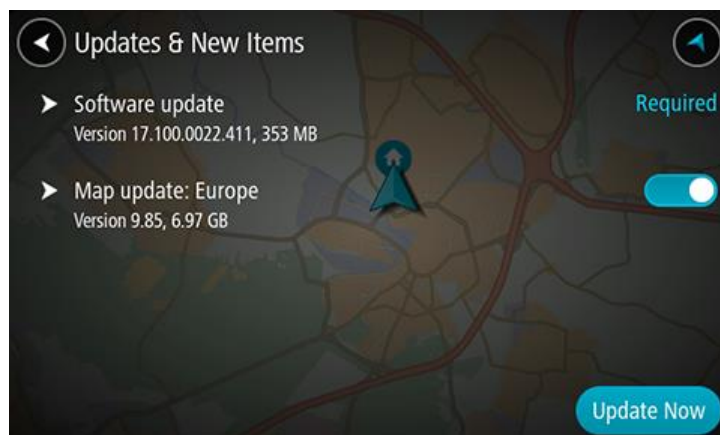 Updates & New Items
Software update
Required
Version 17.100.0022.411, 353 MB
Map update: Europe
Version 9.85, 6.97 GB
Update Now